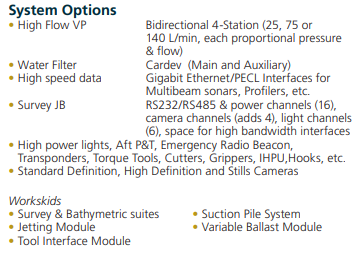 System Options
• High Flow VP Bidirectional 4-Station (25, 75 or
140 L/min, each proportional pressure
& flow)
• Water Filter Cardev (Main and Auxiliary)
• High speed data Gigabit Ethernet/PECL Interfaces for
Multibeam sonars, Profilers, etc.
• Survey JB RS232/RS485 & power channels (16),
camera channels (adds 4), light channels
(6), space for high bandwidth interfaces
• High power lights, Aft P&T, Emergency Radio Beacon,
Transponders, Torque Tools, Cutters, Grippers, IHPU,Hooks, etc.
• Standard Definition, High Definition and Stills Cameras
Workskids
• Survey & Bathymetric suites • Suction Pile System
• Jetting Module • Variable Ballast Module
• Tool Interface Module